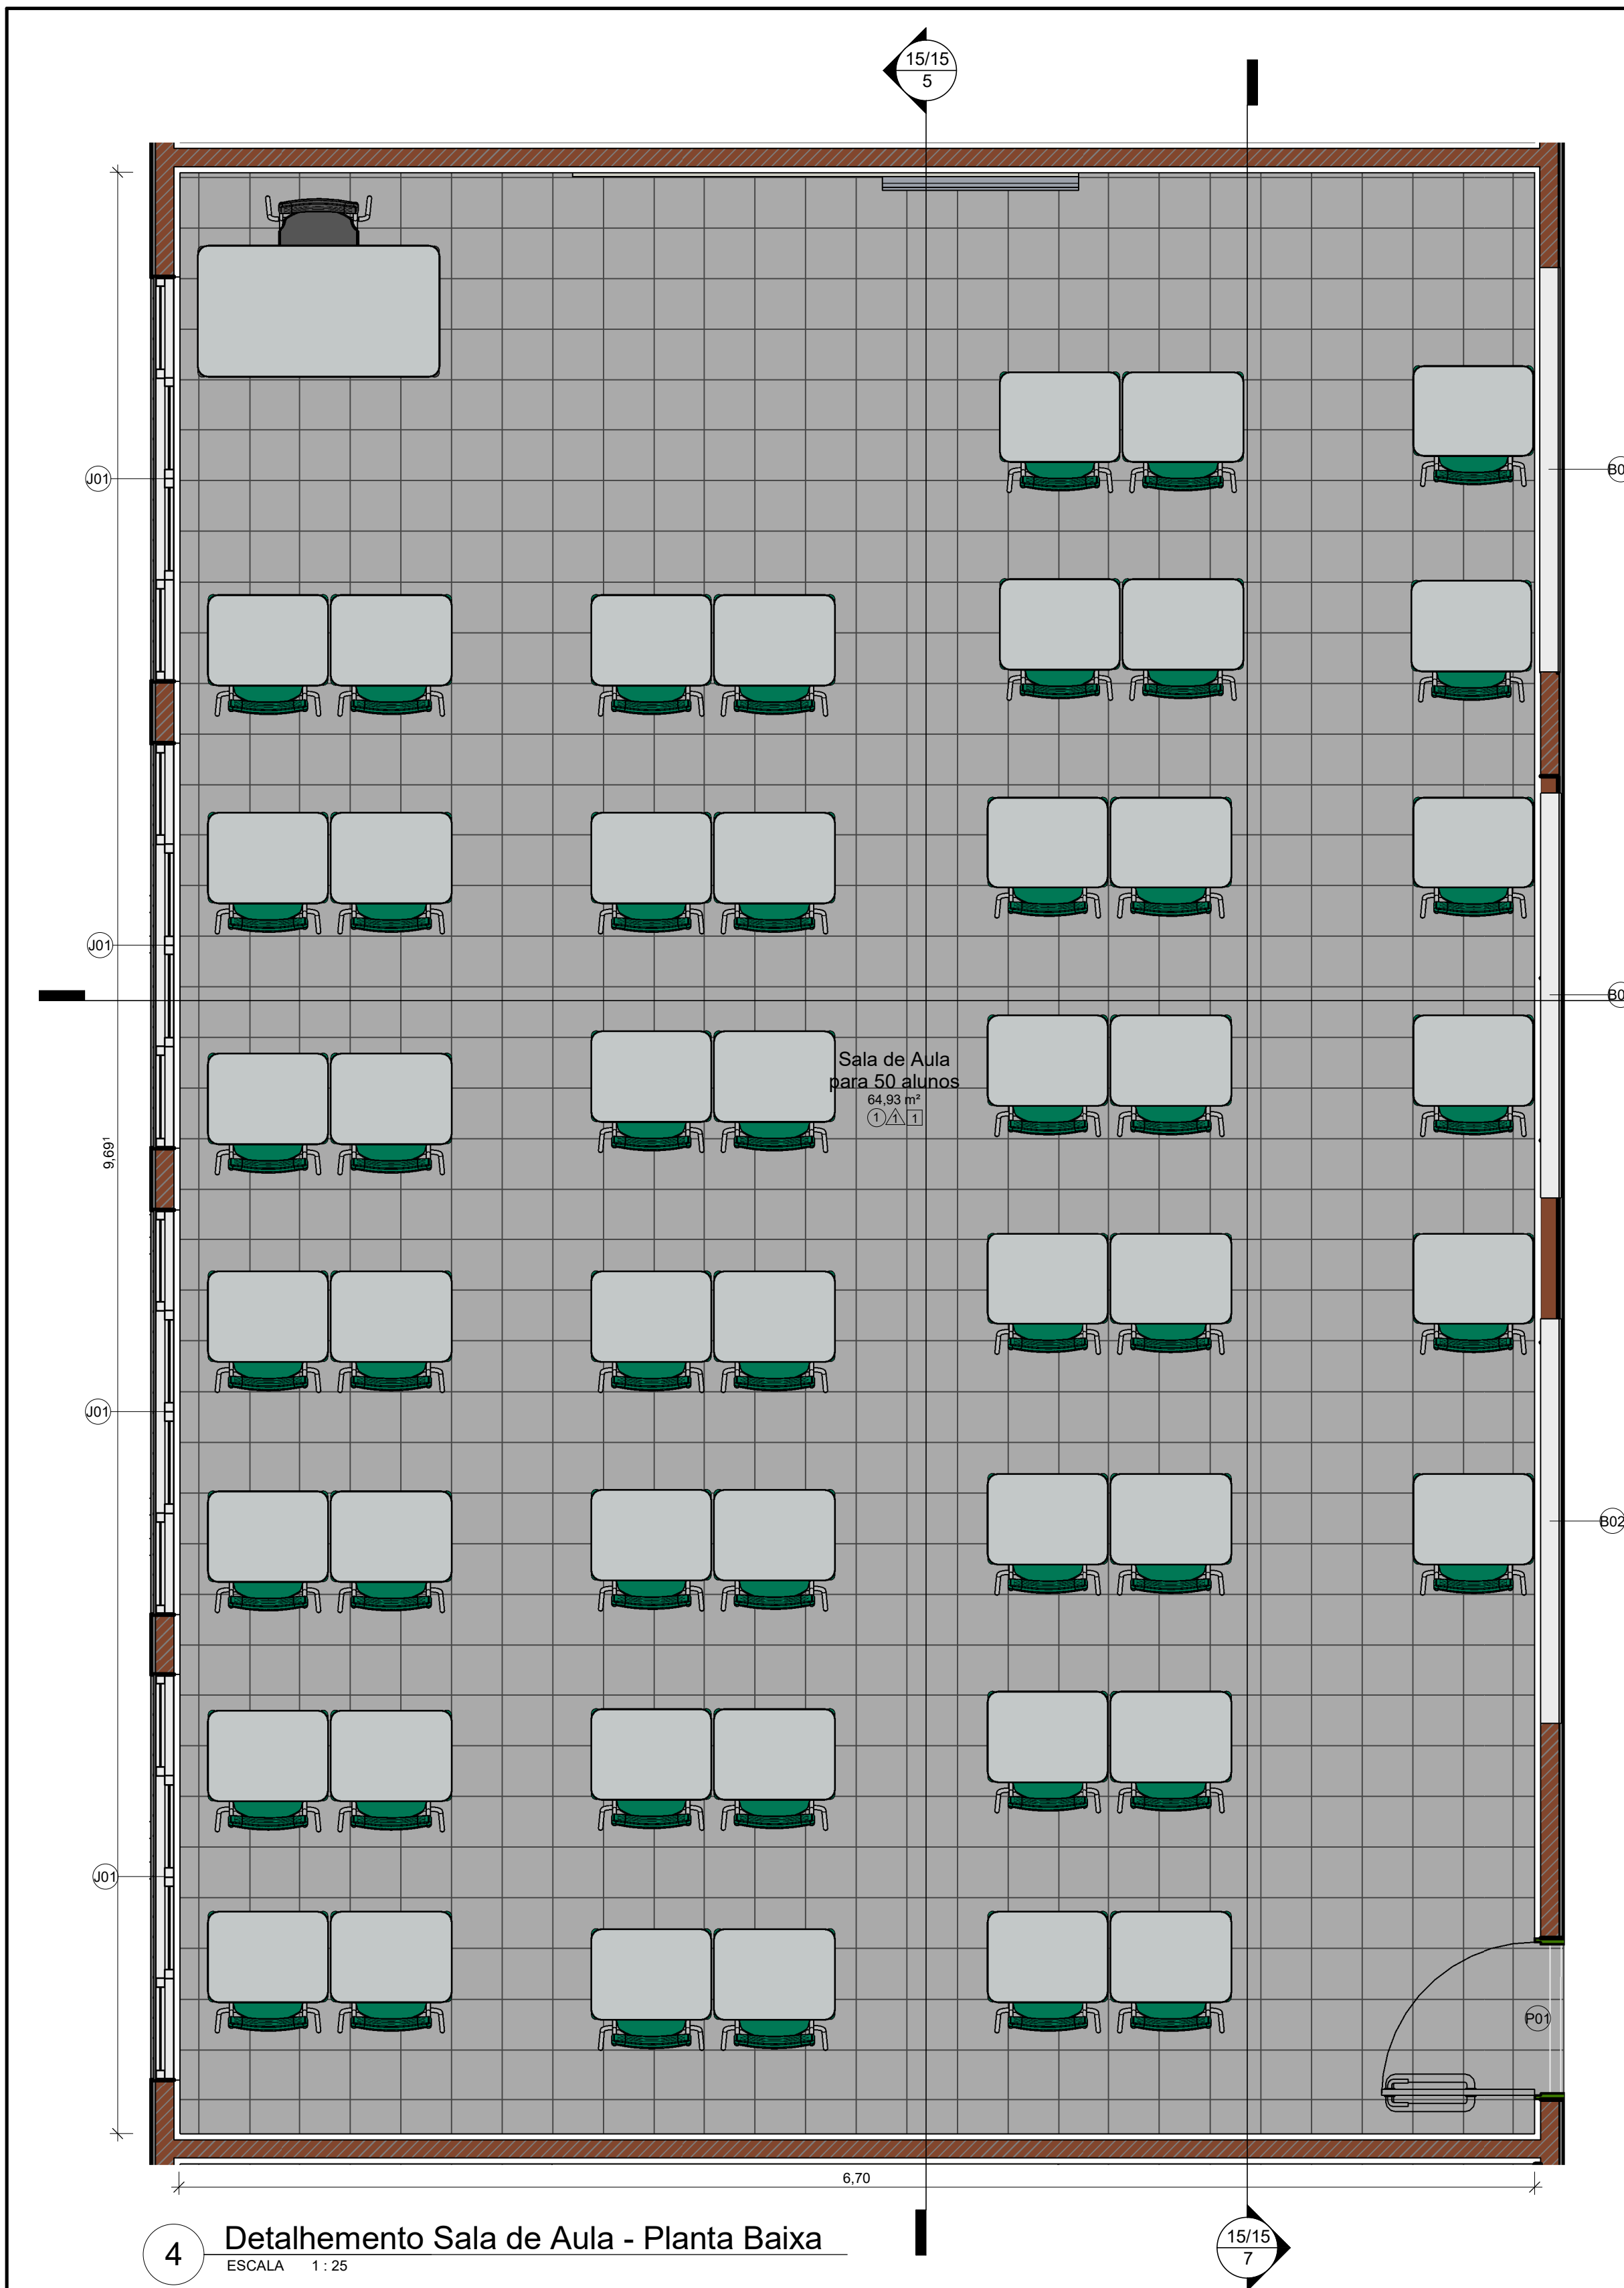 15/15
5
J01
B0
J01
B0
Sala de Aula
para 50 alunos
64,93 m²
1 1 1
9,69¹
J01
B02
J01
P01
6,70
4
Detalhemento Sala de Aula - Planta Baixa
ESCALA 1 : 25
15/15
7